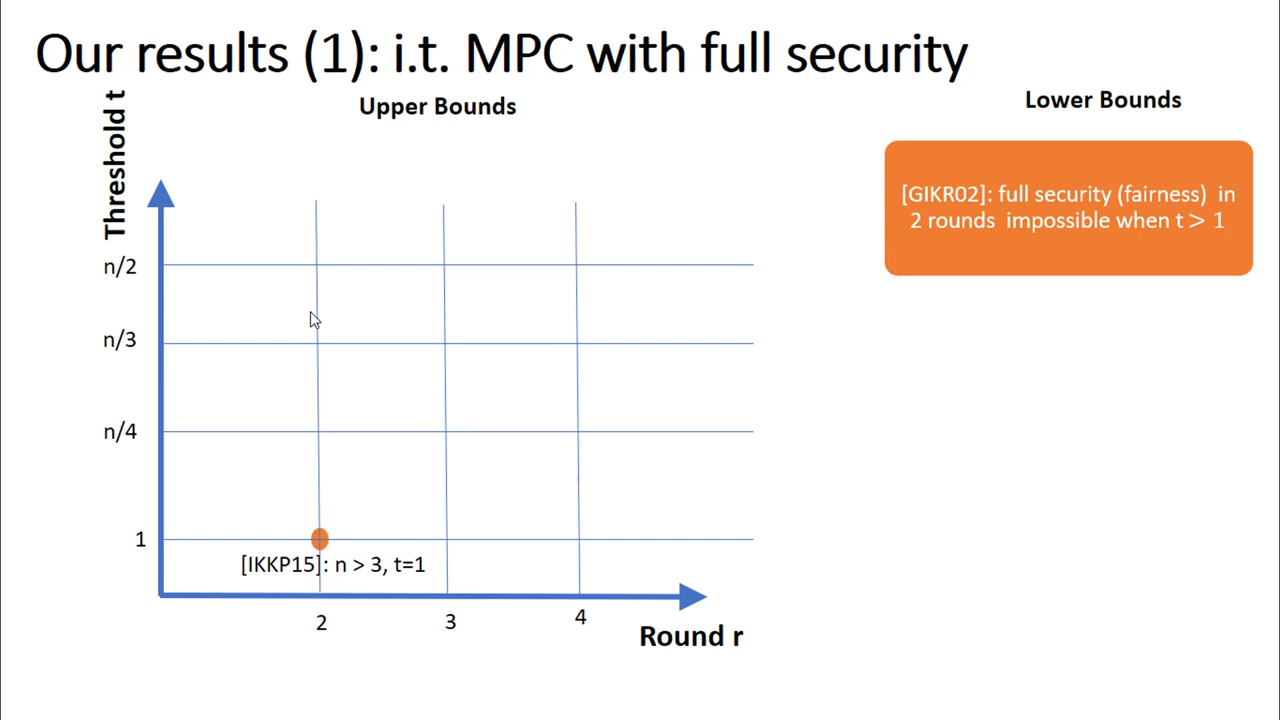 Our results (1): i.t. MPC with full security
Upper Bounds
Lower Bounds
Threshold t
[GIKR02]: full security (fairness) in
2 rounds impossible when t > 1
n/2
n/3
n/4
1
[IKKP15]: n > 3, t=1
2
3
4
Round r